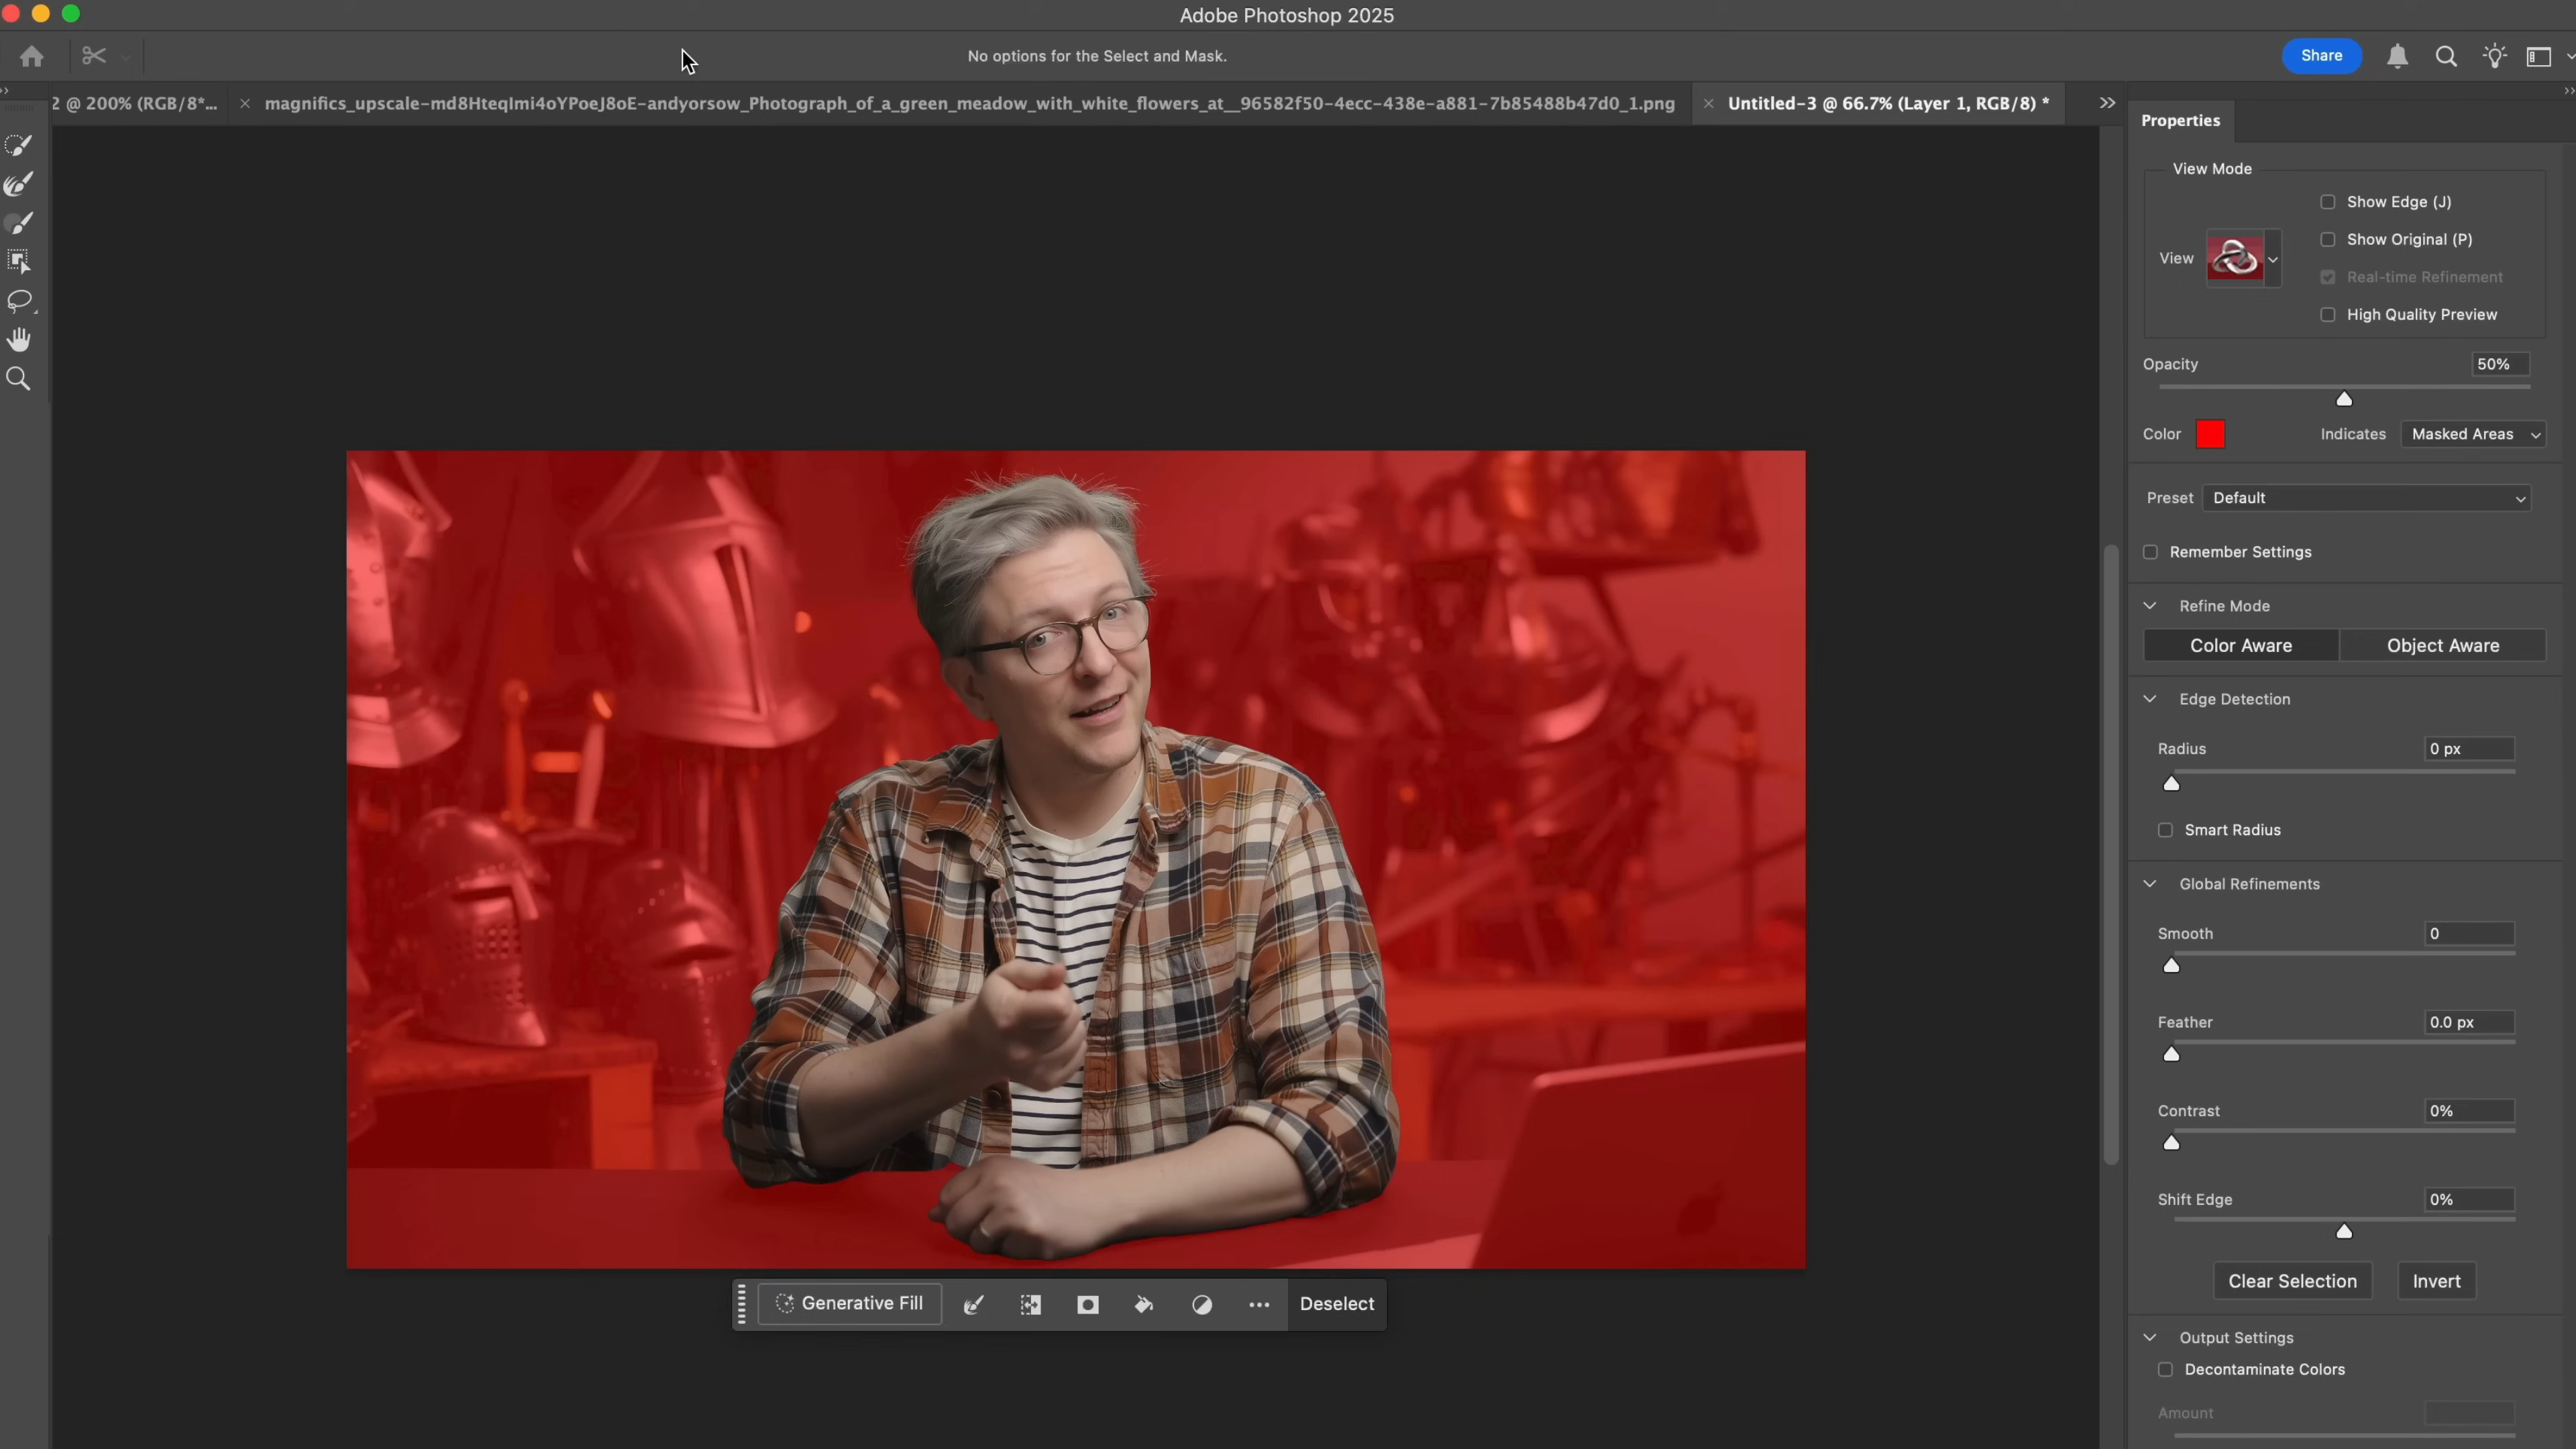 Adobe Photoshop 2025
No options for the Select and Mask.
Share
2 @ 200% (RGB/8*...
magnifics_upscale-md8HteqImi4oYPoeJ8oE-andyorsow_Photograph_of_a_green_meadow_with_white_flowers_at__96582f50-4ecc-438e-a881-7b85488b47d0_1.png
Untitled-3 @ 66.7% (Layer 1, RGB/8) *
Properties
View Mode
Show Edge (J)
Show Original (P)
View
Real-time Refinement
High Quality Preview
Opacity 50%
Color Indicates Masked Areas
Preset Default
Remember Settings
Refine Mode
Color Aware Object Aware
Edge Detection
Radius 0 px
Smart Radius
Global Refinements
Smooth 0
Feather 0.0 px
Contrast 0%
Shift Edge 0%
Clear Selection Invert
Generative Fill Deselect
Output Settings
Decontaminate Colors
Amount